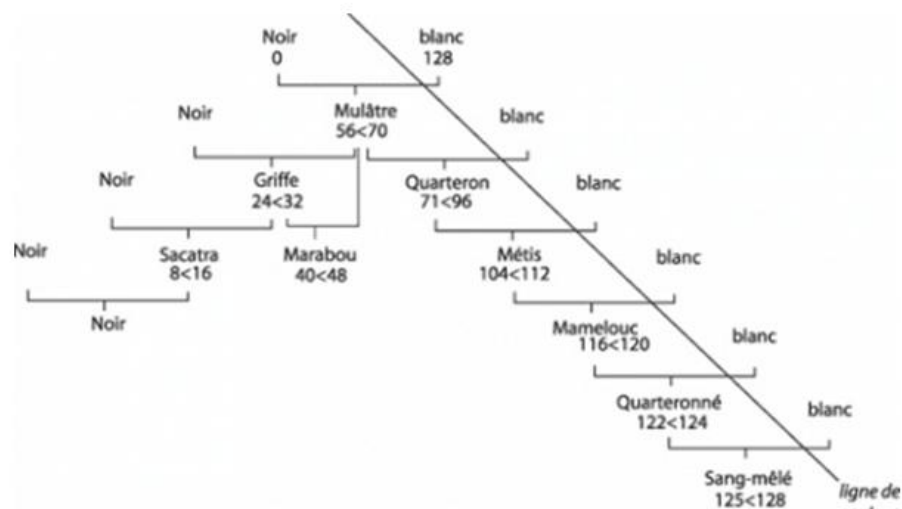 Noir blanc
0 128
Noir Mulâtre blanc
56<70
Noir Griffe Quarteron blanc
24<32 71<96
Noir Sacatra Marabou Métis blanc
8<16 40<48 104<112
Noir Mamelouc blanc
116<120
Quarteronné blanc
122<124
Sang-mêlé
125<128
ligne de